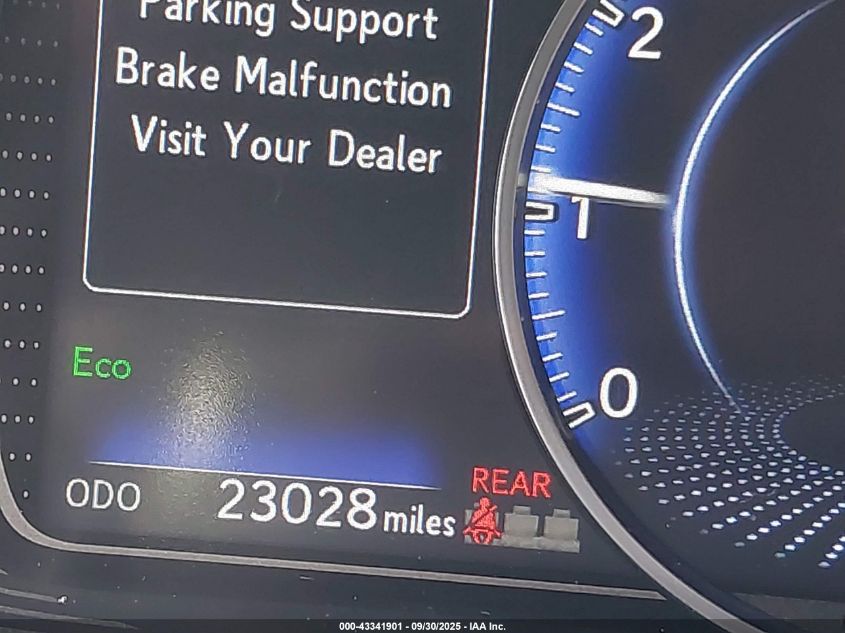 Parking Support
Brake Malfunction
Visit Your Dealer
2
1
0
Eco
ODO 23028 miles
REAR
000-43341901 - 09/30/2025 - IAA Inc.